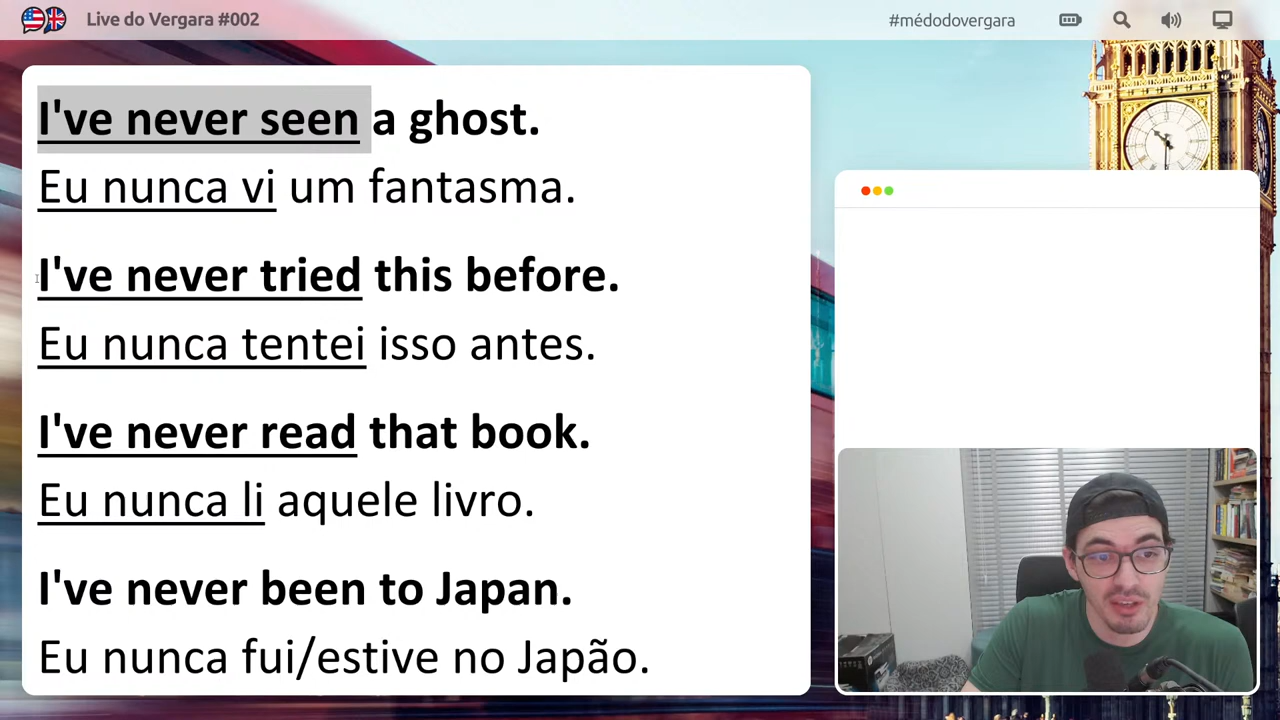 Live do Vergara #002
#médodovergara
I've never seen a ghost.
Eu nunca vi um fantasma.
I've never tried this before.
Eu nunca tentei isso antes.
I've never read that book.
Eu nunca li aquele livro.
I've never been to Japan.
Eu nunca fui/estive no Japão.